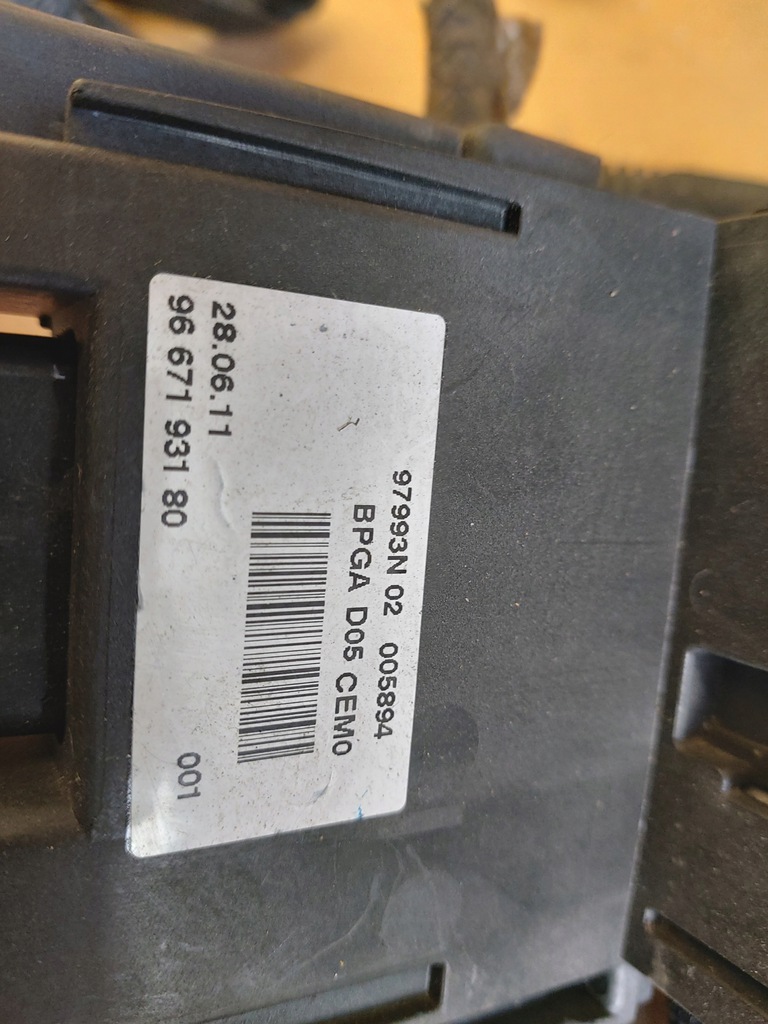 97993N 02 005894
BPGA D05 CEM0
28.06.11
96 671 931 80 001